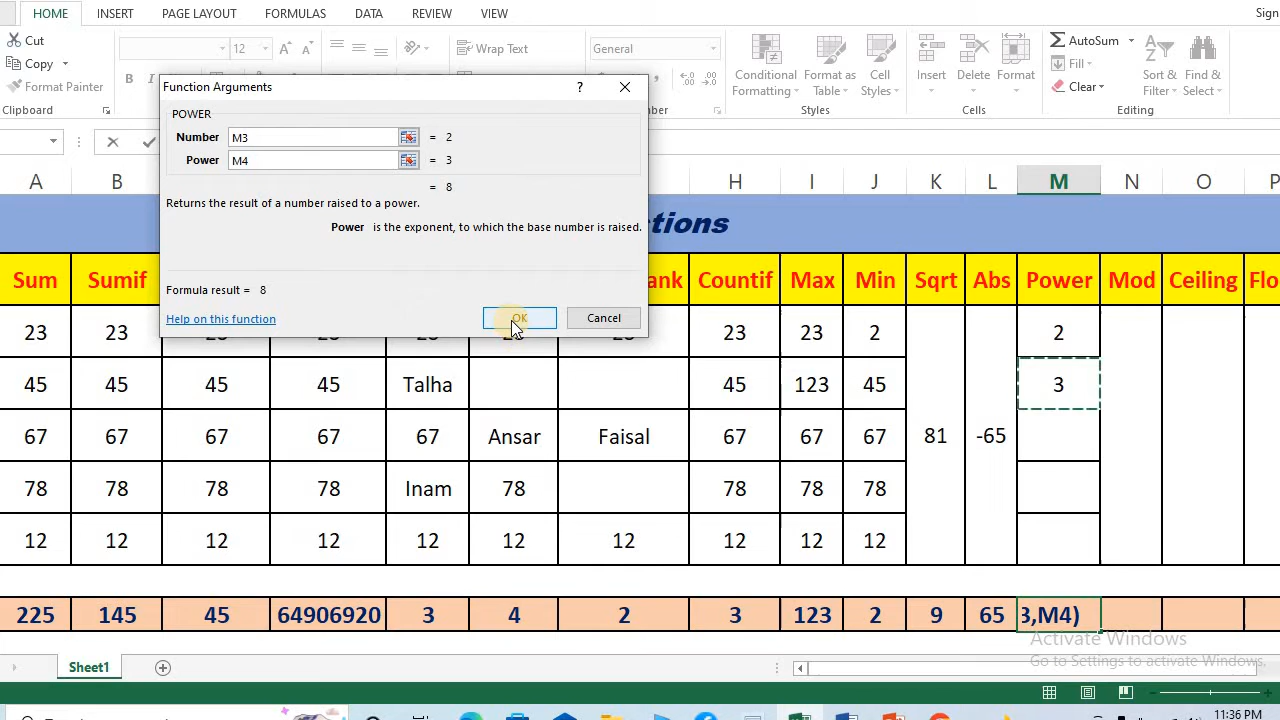 HOME INSERT PAGE LAYOUT FORMULAS DATA REVIEW VIEW Sign
Cut
Copy
Format Painter
Clipboard
12
B
Wrap Text
General
Conditional Formatting
Format as Table
Cell Styles
Styles
Insert Delete Format
Cells
AutoSum
Fill
Clear
Sort & Filter
Find & Select
Editing
Function Arguments ?
POWER
Number M3 = 2
Power M4 = 3
= 8
Returns the result of a number raised to a power.
Power is the exponent, to which the base number is raised.
Formula result = 8
Help on this function
OK Cancel
A B H I J K L M N O P
Sum Sumif Countif Max Min Sqrt Abs Power Mod Ceiling
23 23 23 23 2 2
45 45 45 45 Talha 45 123 45 3
67 67 67 67 67 Ansar Faisal 67 67 67 81 -65
78 78 78 78 Inam 78 78 78 78
12 12 12 12 12 12 12 12 12 12
225 145 45 64906920 3 4 2 3 123 2 9 65 3,M4)
Activate Windows
Go to Settings to activate Windows.
Sheet1
11:36 PM